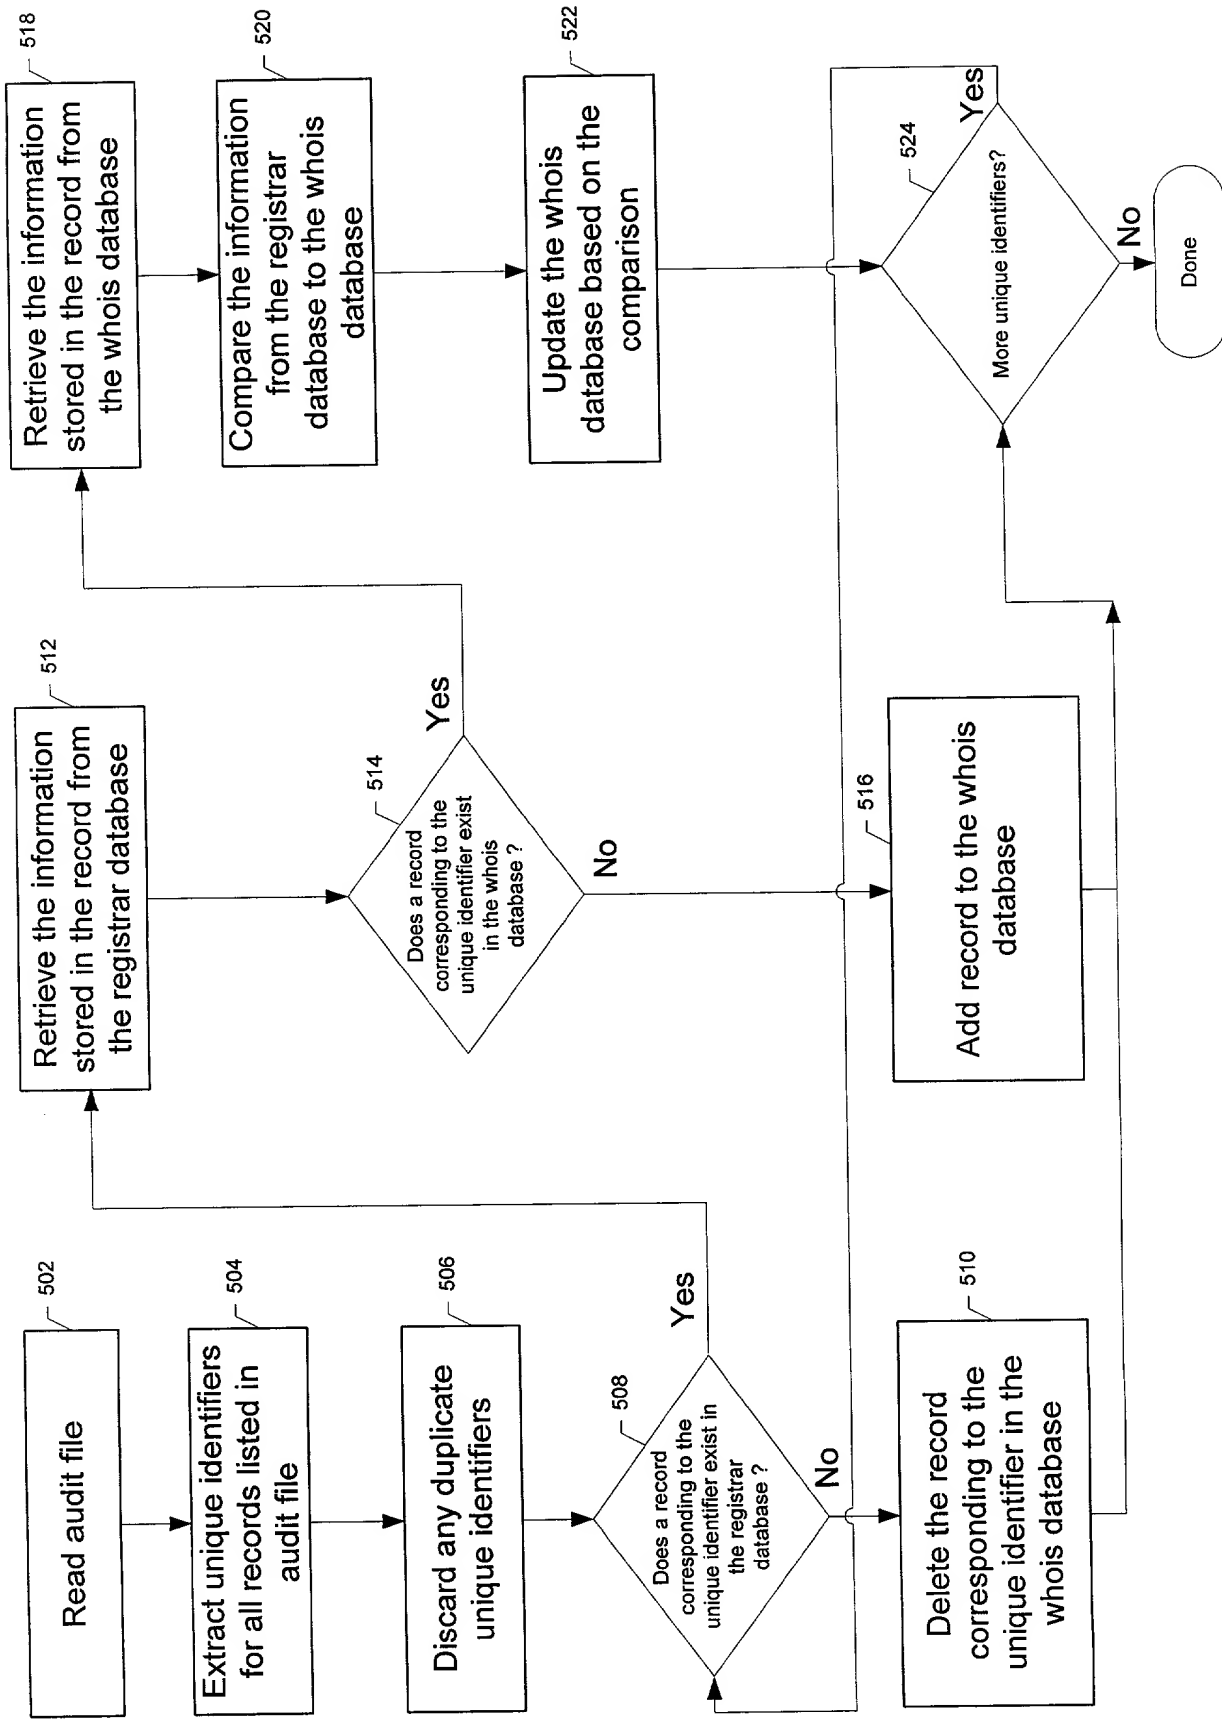 502
Read audit file
504
Extract unique identifiers
for all records listed in
audit file
506
Discard any duplicate
unique identifiers
508
Does a record
corresponding to the
unique identifier exist in
the registrar
database ?
Yes
No
510
Delete the record
corresponding to the
unique identifier in the
whois database
512
Retrieve the information
stored in the record from
the registrar database
514
Does a record
corresponding to the
unique identifier exist
in the whois
database ?
Yes
No
516
Add record to the whois
database
518
Retrieve the information
stored in the record from
the whois database
520
Compare the information
from the registrar
database to the whois
database
522
Update the whois
database based on the
comparison
524
More unique identifiers?
Yes
No
Done